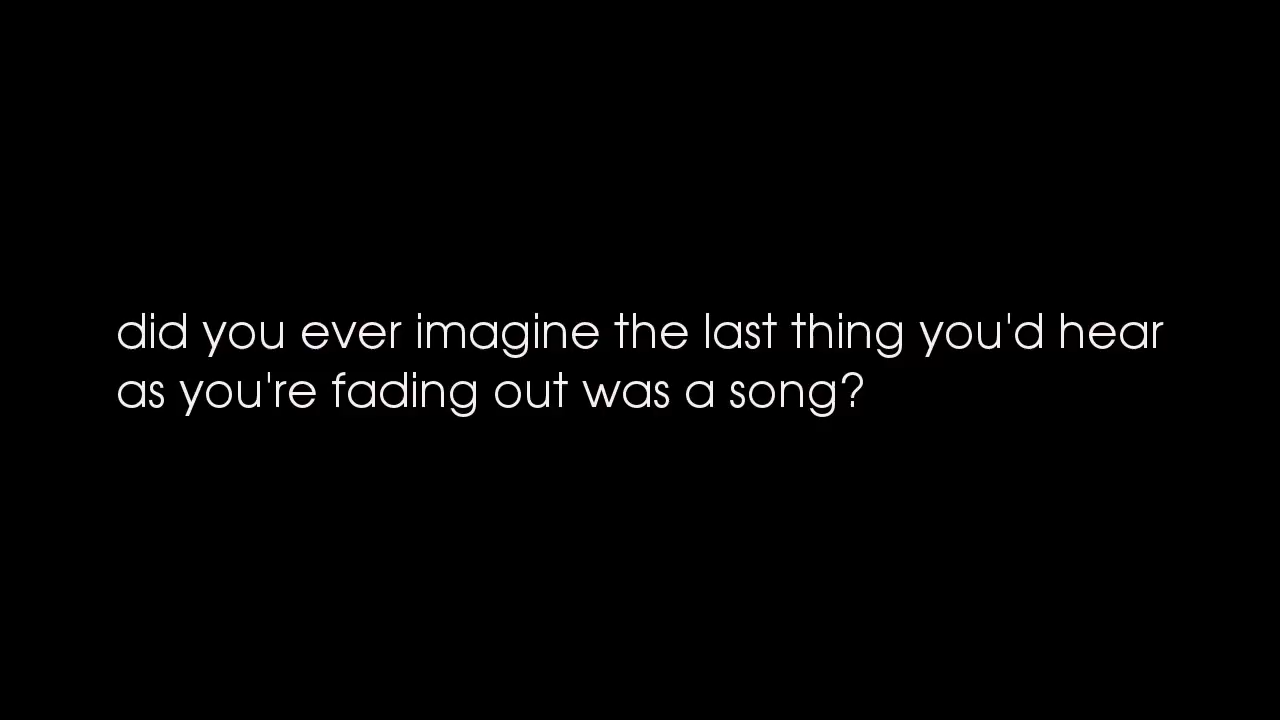 did you ever imagine the last thing you'd hear
as you're fading out was a song?